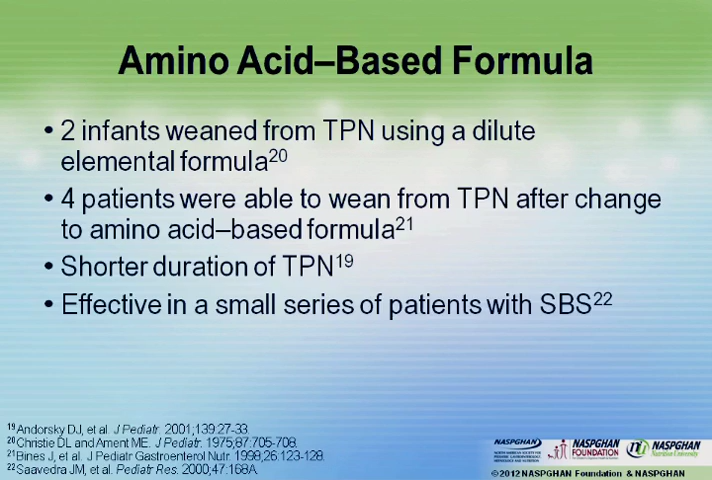 Amino Acid–Based Formula
• 2 infants weaned from TPN using a dilute
elemental formula20
• 4 patients were able to wean from TPN after change
to amino acid–based formula21
• Shorter duration of TPN19
• Effective in a small series of patients with SBS22
19Andorsky DJ, et al. J Pediatr. 2001;139:27-33.
20Christie DL and Ament ME. J Pediatr. 1975;87:705-708.
21Bines J, et al. J Pediatr Gastroenterol Nutr. 1998;26:123-128.
22Saavedra JM, et al. Pediatr Res. 2000;47:168A.
NASPGHAN
NASPGHAN
FOUNDATION
NASPGHAN
Nutrition University
©2012 NASPGHAN Foundation & NASPGHAN